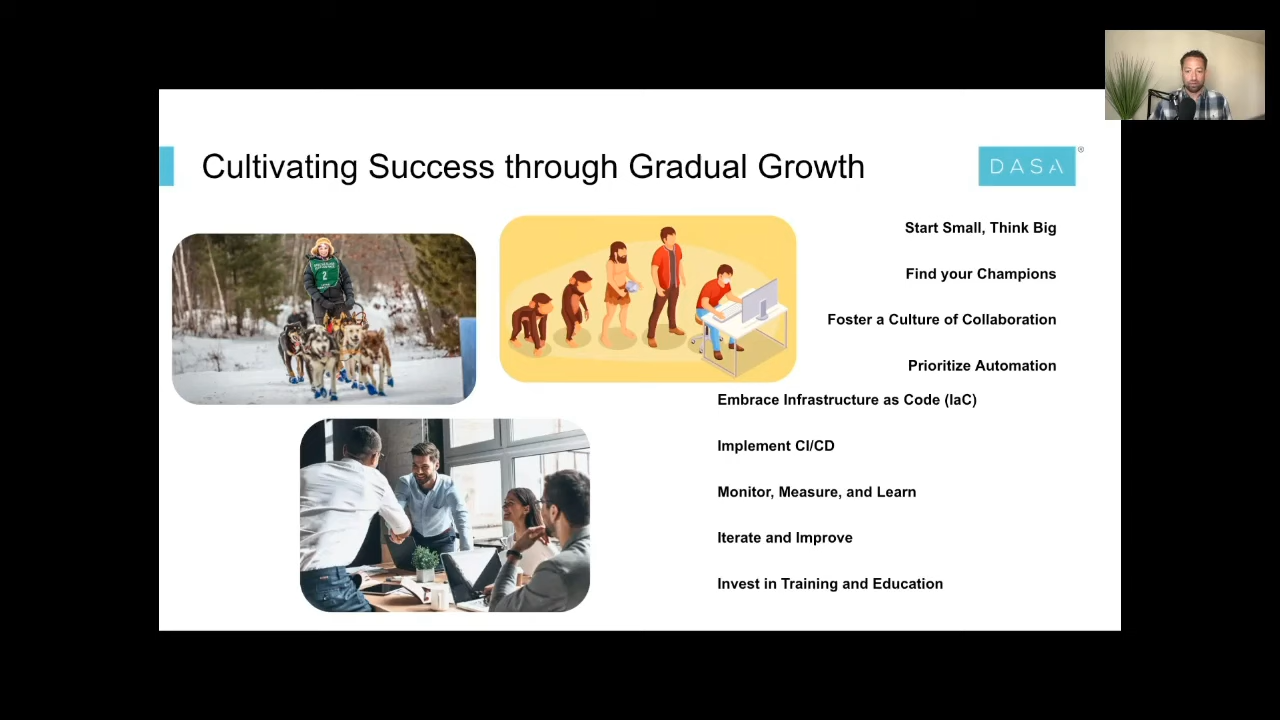 Cultivating Success through Gradual Growth
DASA
®
Start Small, Think Big
Find your Champions
Foster a Culture of Collaboration
Prioritize Automation
Embrace Infrastructure as Code (IaC)
Implement CI/CD
Monitor, Measure, and Learn
Iterate and Improve
Invest in Training and Education
2